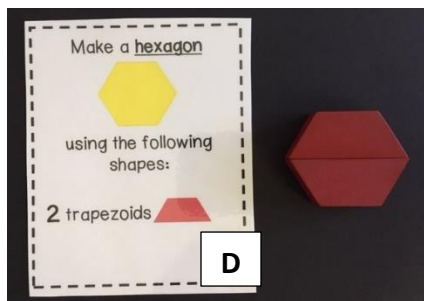 Make a hexagon
using the following
shapes:
2 trapezoids
D